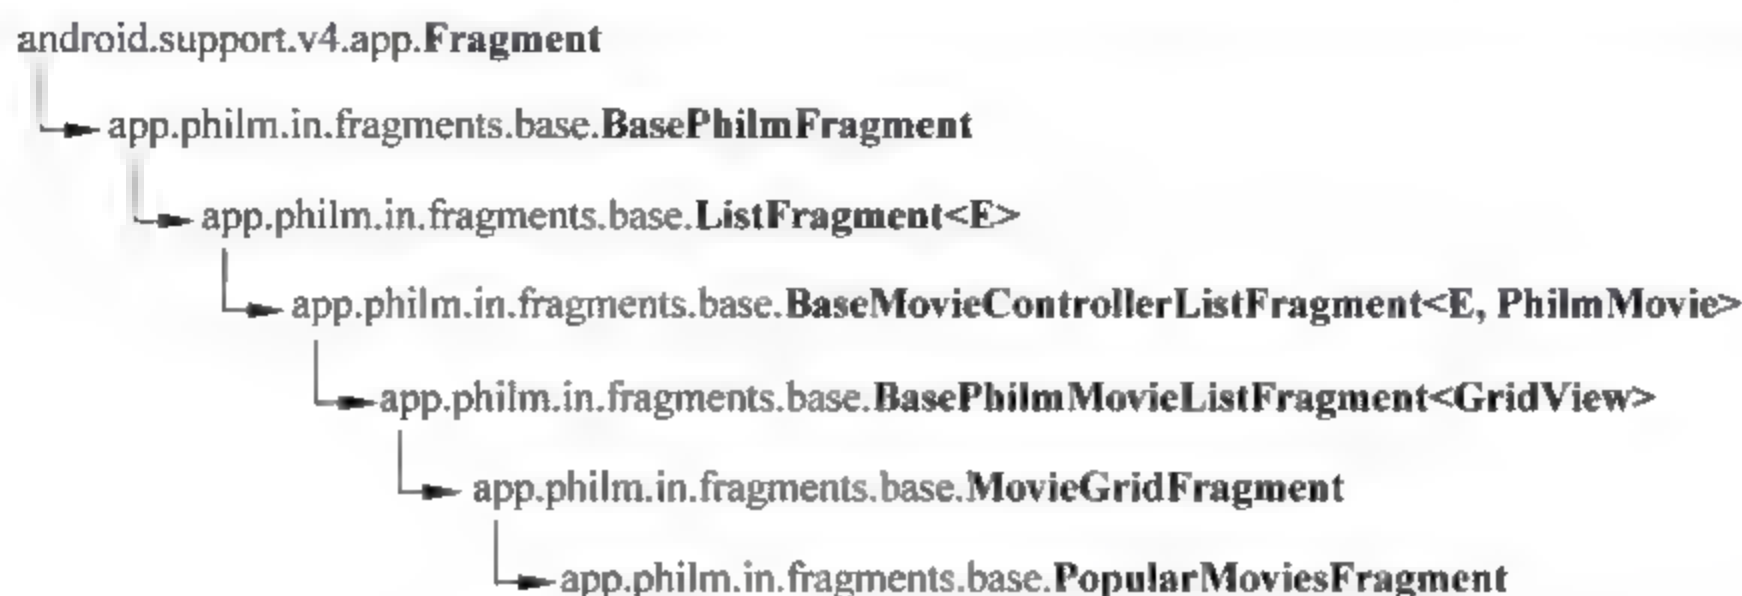 android.support.v4.app.Fragment
app.philm.in.fragments.base.BasePhilmFragment
app.philm.in.fragments.base.ListFragment<E>
app.philm.in.fragments.base.BaseMovieControllerListFragment<E, PhilmMovie>
app.philm.in.fragments.base.BasePhilmMovieListFragment<GridView>
app.philm.in.fragments.base.MovieGridFragment
app.philm.in.fragments.base.PopularMoviesFragment